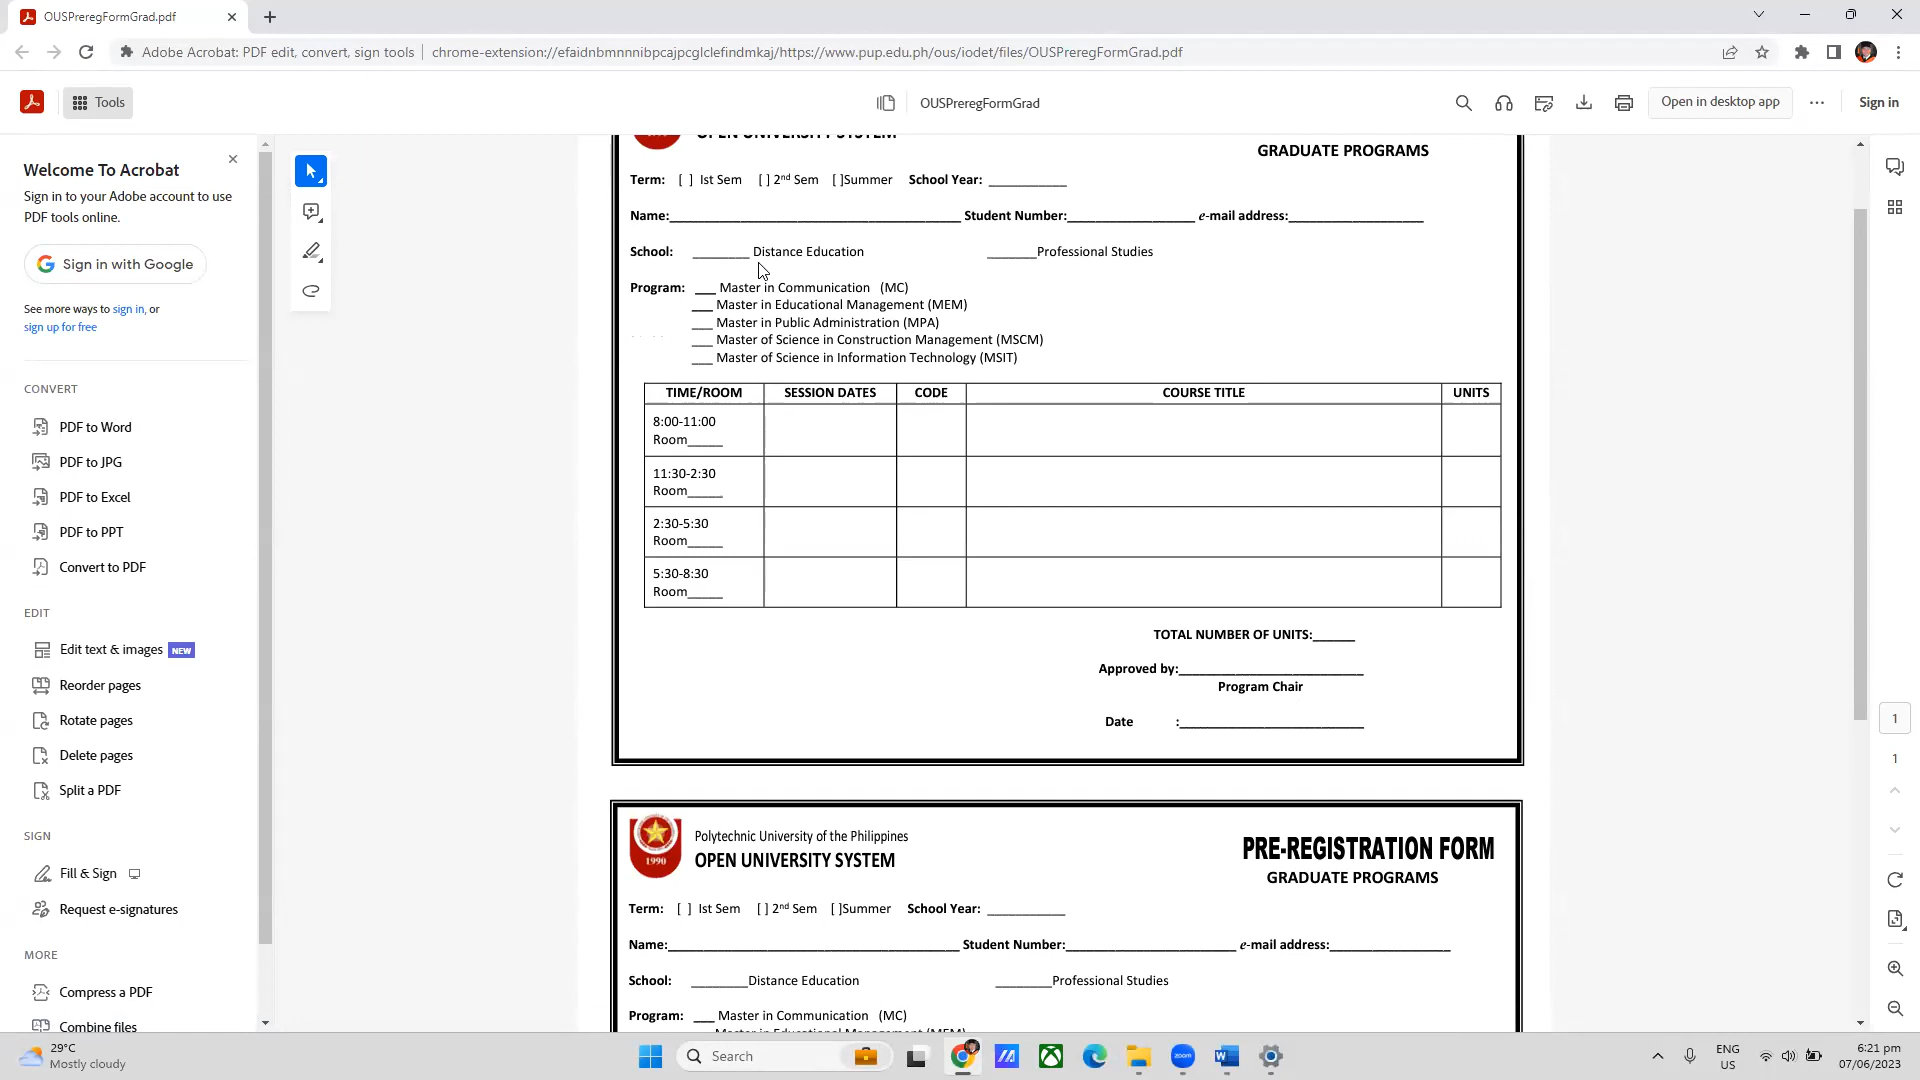 OUSPreregFormGrad.pdf
Adobe Acrobat: PDF edit, convert, sign tools | chrome-extension://efaidnbmnnnibpcajpcglclefindmkaj/https://www.pup.edu.ph/ous/iodet/files/OUSPreregFormGrad.pdf
Tools
OUSPreregFormGrad
Open in desktop app
Sign in
Welcome To Acrobat
Sign in to your Adobe account to use
PDF tools online.
Sign in with Google
See more ways to sign in, or
sign up for free
CONVERT
PDF to Word
PDF to JPG
PDF to Excel
PDF to PPT
Convert to PDF
EDIT
Edit text & images NEW
Reorder pages
Rotate pages
Delete pages
Split a PDF
SIGN
Fill & Sign
Request e-signatures
MORE
Compress a PDF
Combine files
OPEN UNIVERSITY SYSTEM
GRADUATE PROGRAMS
Term: [ ] Ist Sem [ ] 2nd Sem [ ]Summer School Year: ___________
Name:_________________________________________ Student Number:__________________ e-mail address:___________________
School: ________ Distance Education _______Professional Studies
Program: ___ Master in Communication (MC)
___ Master in Educational Management (MEM)
___ Master in Public Administration (MPA)
___ Master of Science in Construction Management (MSCM)
___ Master of Science in Information Technology (MSIT)
TIME/ROOM SESSION DATES CODE COURSE TITLE UNITS
8:00-11:00
Room_____
11:30-2:30
Room_____
2:30-5:30
Room_____
5:30-8:30
Room_____
TOTAL NUMBER OF UNITS:______
Approved by:__________________________
Program Chair
Date :__________________________
1990
Polytechnic University of the Philippines
OPEN UNIVERSITY SYSTEM
PRE-REGISTRATION FORM
GRADUATE PROGRAMS
Term: [ ] Ist Sem [ ] 2nd Sem [ ]Summer School Year: ___________
Name:_________________________________________ Student Number:________________________ e-mail address:_________________
School: ________Distance Education ________Professional Studies
Program: ___ Master in Communication (MC)
Master in Educational Management (MEM)
1
1
29°C
Mostly cloudy
Search
zoom
ENG
US
6:21 pm
07/06/2023